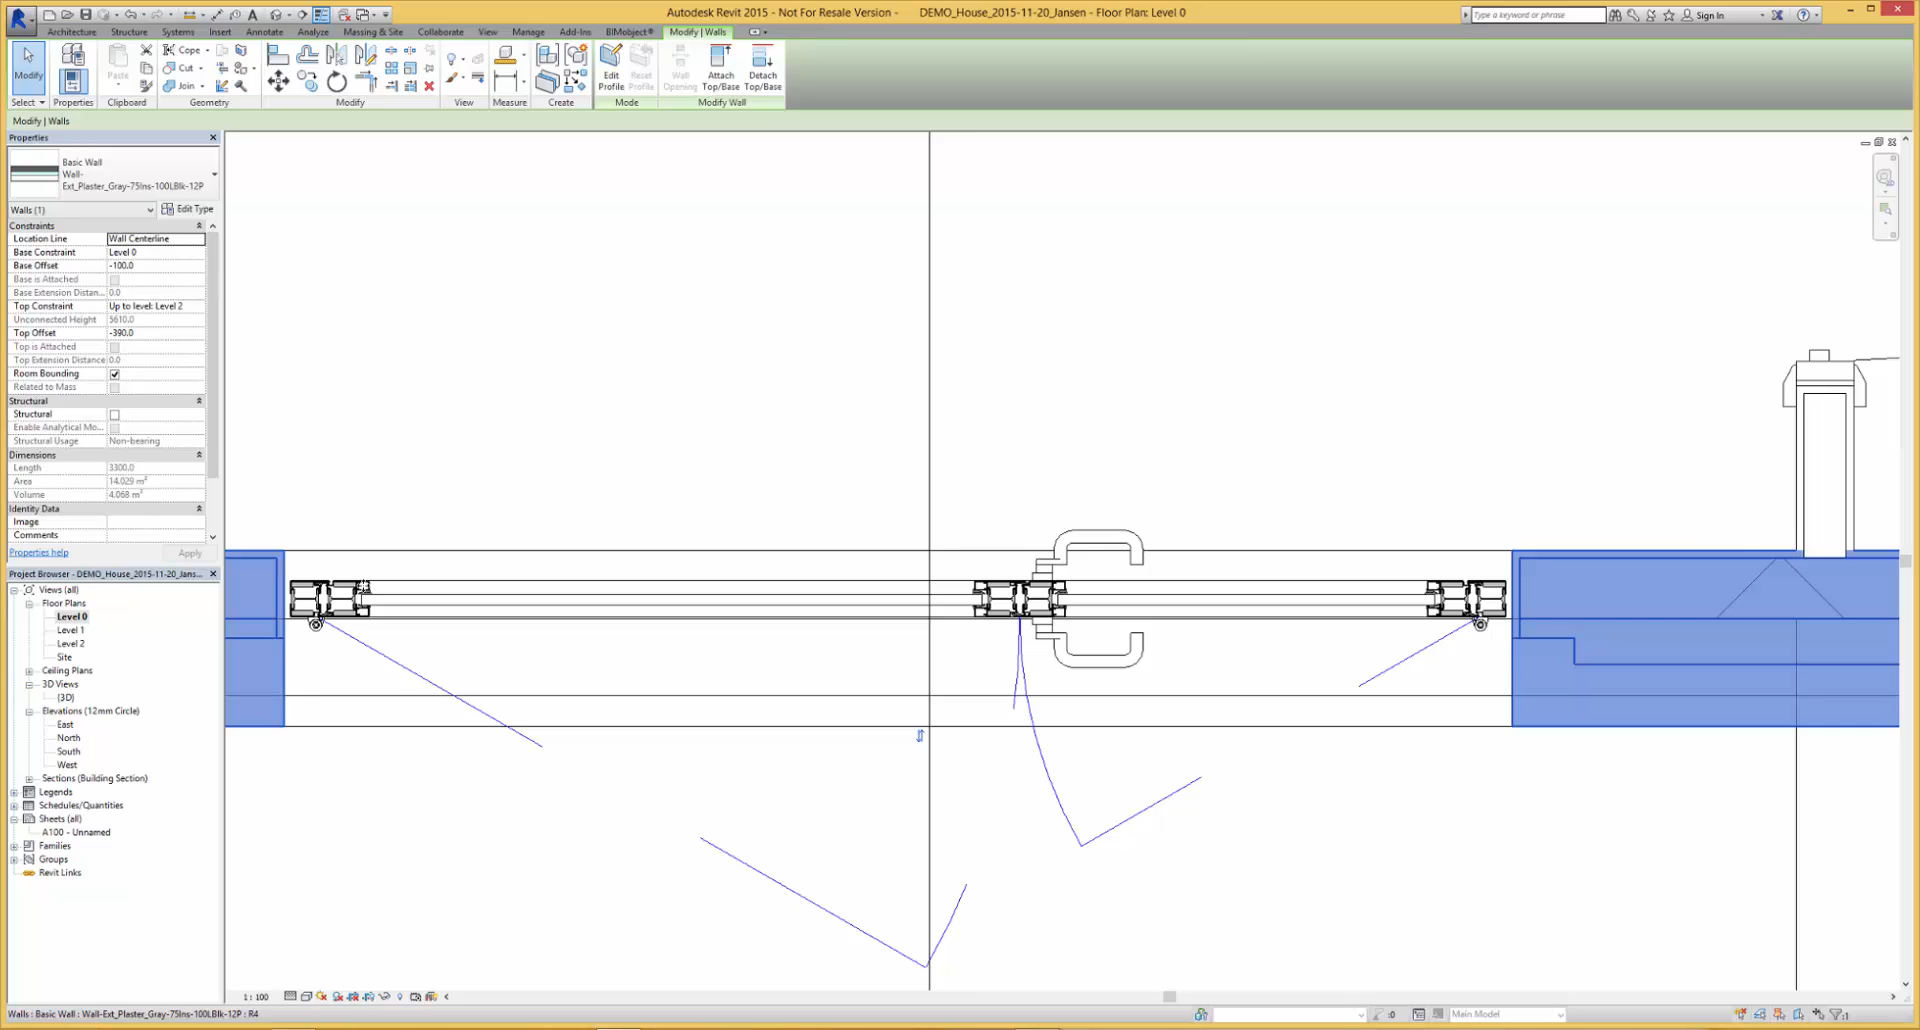 Autodesk Revit 2015 - Not For Resale Version - DEMO_House_2015-11-20_Jansen - Floor Plan: Level 0
Type a keyword or phrase
Sign In
Architecture Structure Systems Insert Annotate Analyze Massing & Site Collaborate View Manage Add-Ins BIMobject® Modify | Walls
Modify
Paste
Cope
Cut
Join
Edit Profile
Reset Profile
Wall Opening
Attach Top/Base
Detach Top/Base
Select Properties Clipboard Geometry Modify View Measure Create Mode Modify Wall
Modify | Walls
Properties
Basic Wall
Wall-
Ext_Plaster_Gray-75Ins-100LBlk-12P
Walls (1) Edit Type
Constraints
Location Line Wall Centerline
Base Constraint Level 0
Base Offset -100.0
Base is Attached
Base Extension Distan... 0.0
Top Constraint Up to level: Level 2
Unconnected Height 5610.0
Top Offset -390.0
Top is Attached
Top Extension Distance 0.0
Room Bounding
Related to Mass
Structural
Structural
Enable Analytical Mo...
Structural Usage Non-bearing
Dimensions
Length 3300.0
Area 14.029 m²
Volume 4.068 m³
Identity Data
Image
Comments
Properties help Apply
Project Browser - DEMO_House_2015-11-20_Jans...
Views (all)
Floor Plans
Level 0
Level 1
Level 2
Site
Ceiling Plans
3D Views
{3D}
Elevations (12mm Circle)
East
North
South
West
Sections (Building Section)
Legends
Schedules/Quantities
Sheets (all)
A100 - Unnamed
Families
Groups
Revit Links
1 : 100
Walls : Basic Wall : Wall-Ext_Plaster_Gray-75Ins-100LBlk-12P : R4
:0
Main Model
:1